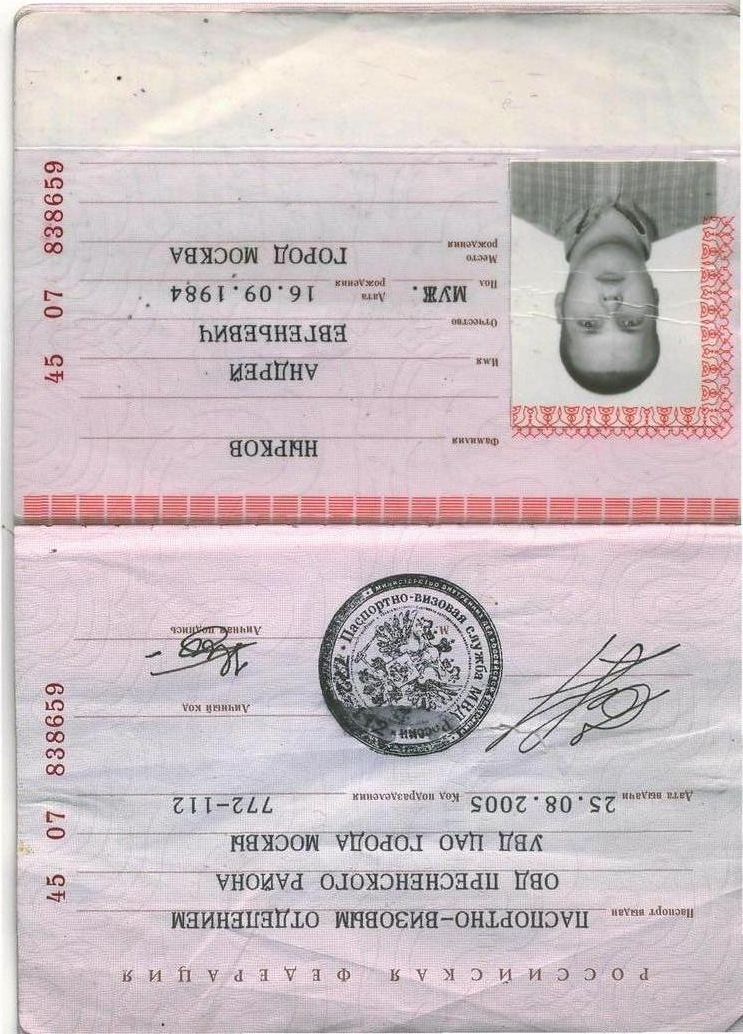 РОССИЙСКАЯ ФЕДЕРАЦИЯ
Паспорт выдан ПАСПОРТНО-ВИЗОВЫМ ОТДЕЛЕНИЕМ
ОВД ПРЕСНЕНСКОГО РАЙОНА
УВД ЦАО ГОРОДА МОСКВЫ
Дата выдачи 25.08.2005 Код подразделения 772-112
Личный код
Личная подпись
Паспортно-визовая служба МВД России
М.
45 07 838659
Фамилия НЫРКОВ
Имя АНДРЕЙ
Отчество ЕВГЕНЬЕВИЧ
Пол МУЖ. Дата рождения 16.09.1984
Место рождения ГОРОД МОСКВА
45 07 838659